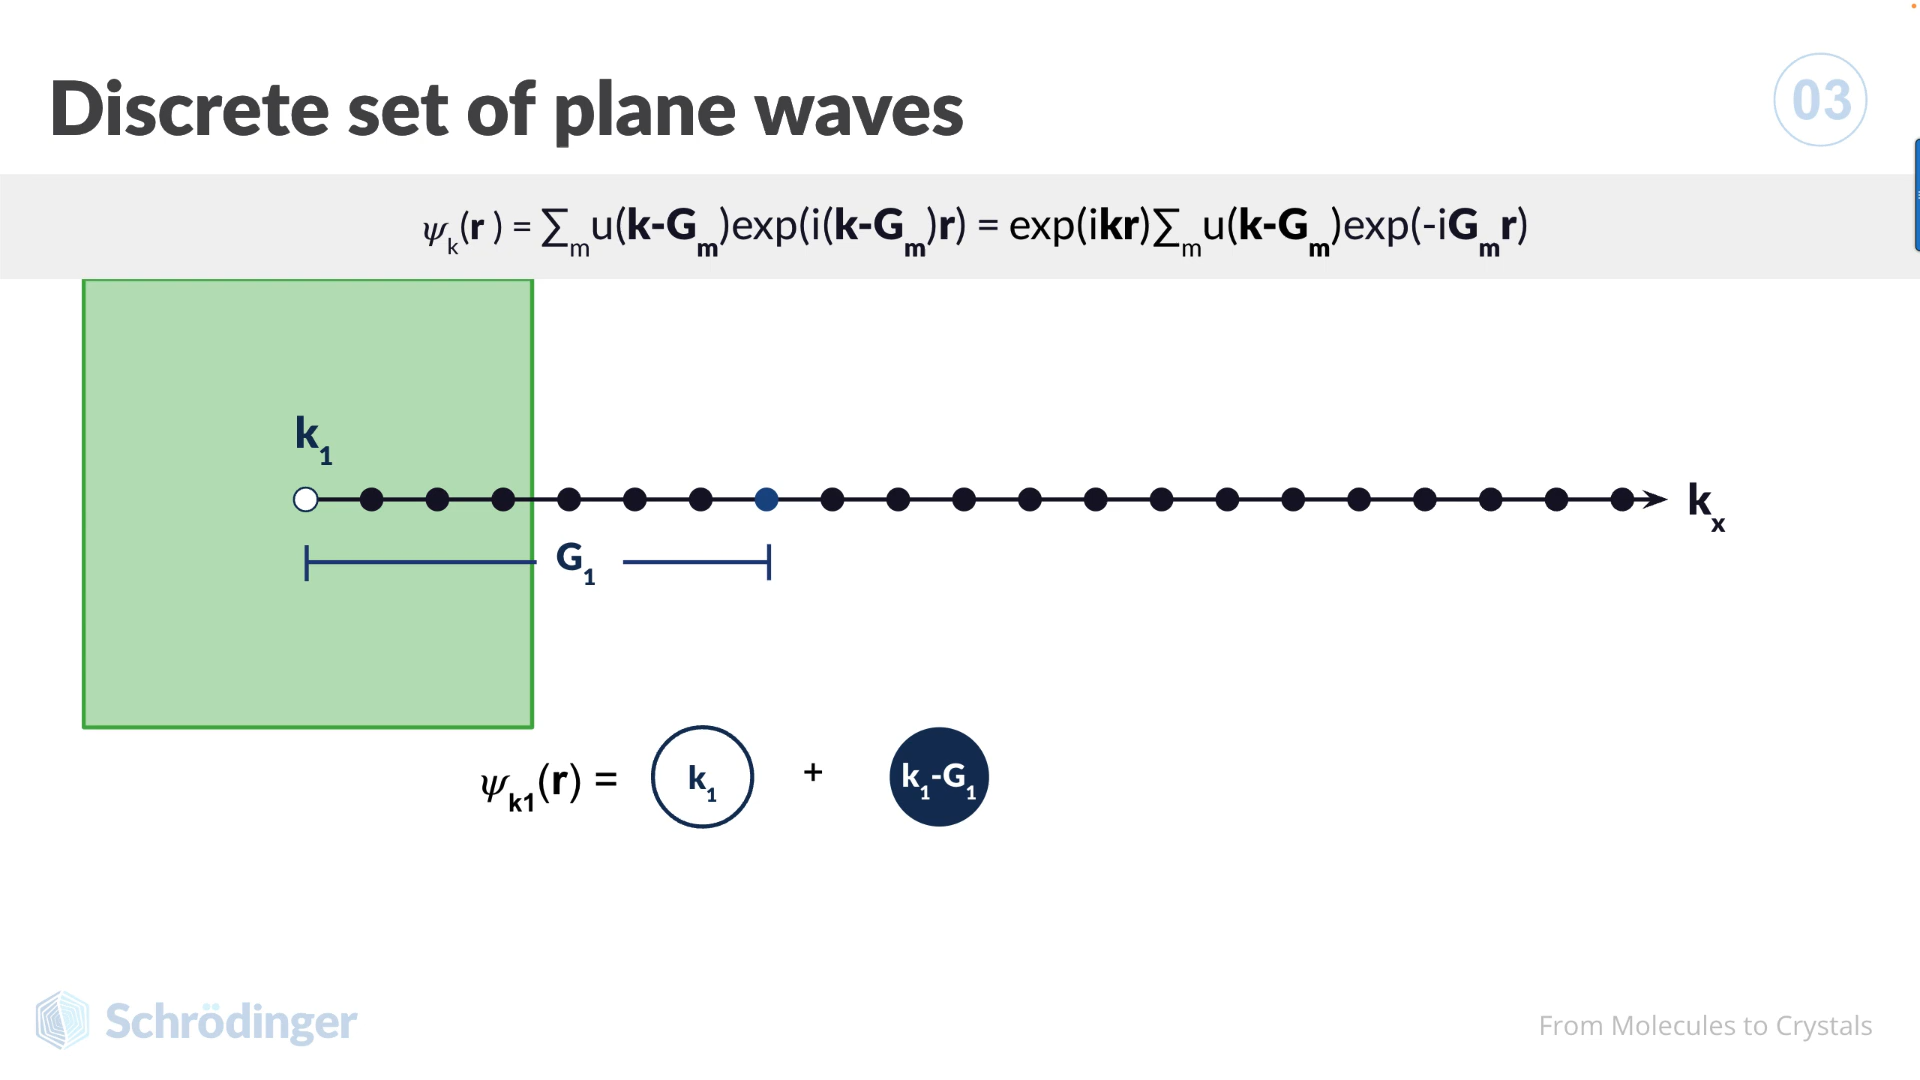 Discrete set of plane waves
03
ψk(r ) = ∑mu(k-Gm)exp(i(k-Gm)r) = exp(ikr)∑mu(k-Gm)exp(-iGmr)
k1
kx
G1
ψk1(r) = k1 + k1-G1
Schrödinger
From Molecules to Crystals